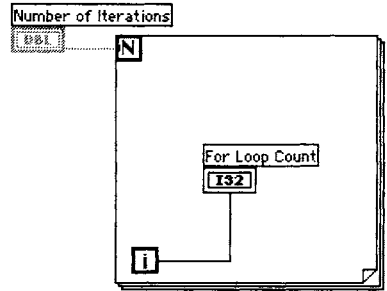 Number of Iterations
DBL
N
For Loop Count
I32
i